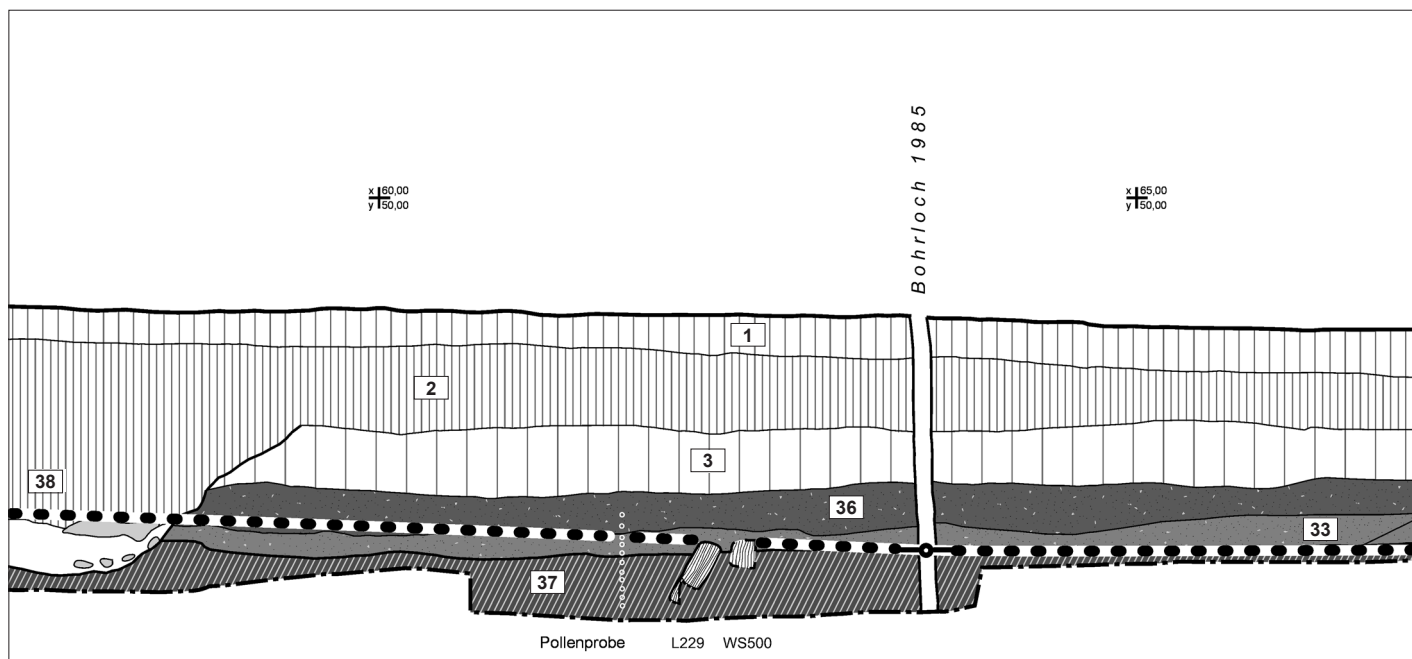 Bohrloch 1985
x 60,00
y 50,00
x 65,00
y 50,00
1
2
3
38
36
33
37
Pollenprobe L229 WS500